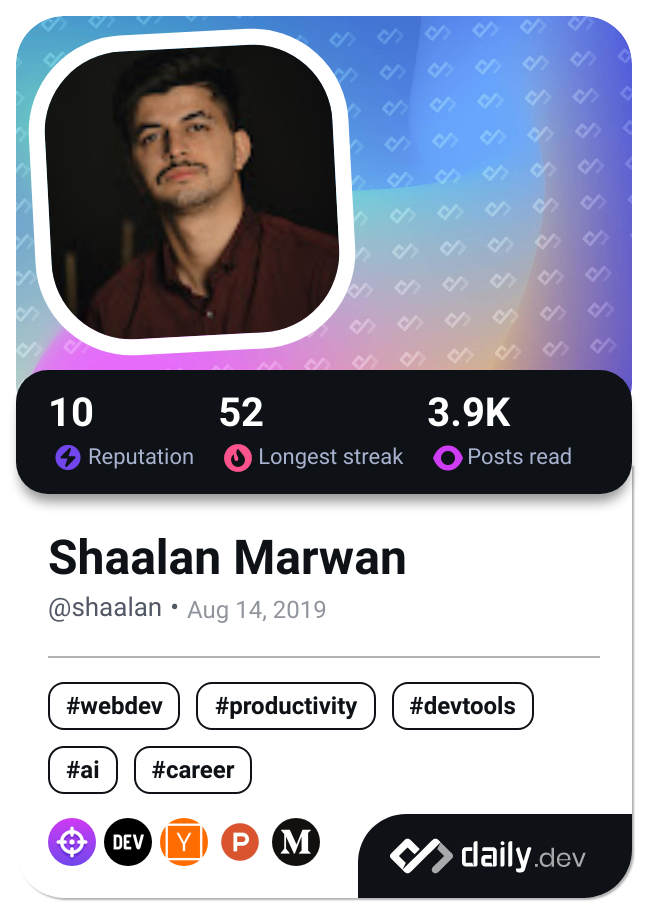 10 52 3.9K
Reputation Longest streak Posts read
Shaalan Marwan
@shaalan • Aug 14, 2019
#webdev #productivity #devtools
#ai #career
DEV Y P M
daily.dev